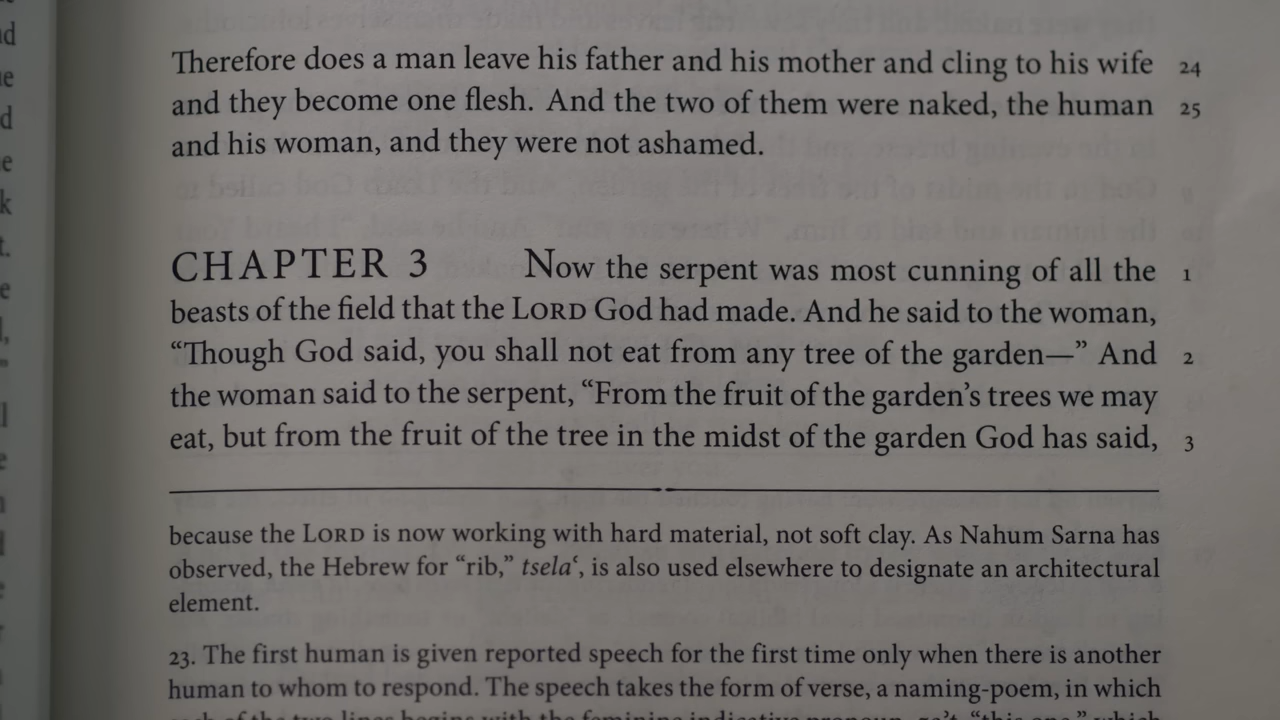 Therefore does a man leave his father and his mother and cling to his wife 24
and they become one flesh. And the two of them were naked, the human 25
and his woman, and they were not ashamed.
CHAPTER 3 Now the serpent was most cunning of all the 1
beasts of the field that the LORD God had made. And he said to the woman,
“Though God said, you shall not eat from any tree of the garden—” And 2
the woman said to the serpent, “From the fruit of the garden’s trees we may
eat, but from the fruit of the tree in the midst of the garden God has said, 3
because the LORD is now working with hard material, not soft clay. As Nahum Sarna has
observed, the Hebrew for “rib,” tselaʿ, is also used elsewhere to designate an architectural
element.
23. The first human is given reported speech for the first time only when there is another
human to whom to respond. The speech takes the form of verse, a naming-poem, in which